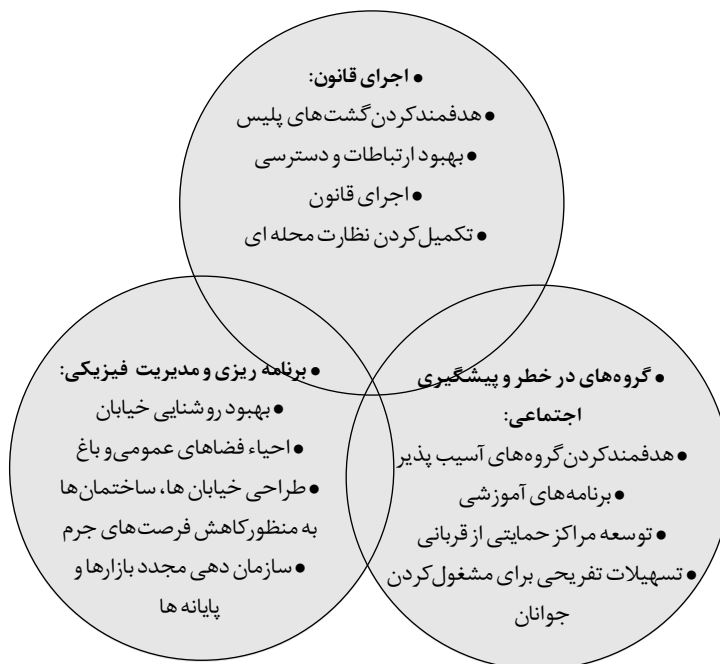 • اجرای قانون:
• هدفمندکردن گشت‌های پلیس
• بهبود ارتباطات و دسترسی
• اجرای قانون
• تکمیل کردن نظارت محله ای
• گروه‌های در خطر و پیشگیری
اجتماعی:
• هدفمندکردن گروه‌های آسیب پذیر
• برنامه‌های آموزشی
• توسعه مراکز حمایتی از قربانی
• تسهیلات تفریحی برای مشغول کردن
جوانان
• برنامه ریزی و مدیریت فیزیکی:
• بهبود روشنایی خیابان
• احیاء فضاهای عمومی و باغ
• طراحی خیابان ها، ساختمان‌ها
به منظور کاهش فرصت‌های جرم
• سازمان دهی مجدد بازارها و
پایانه ها